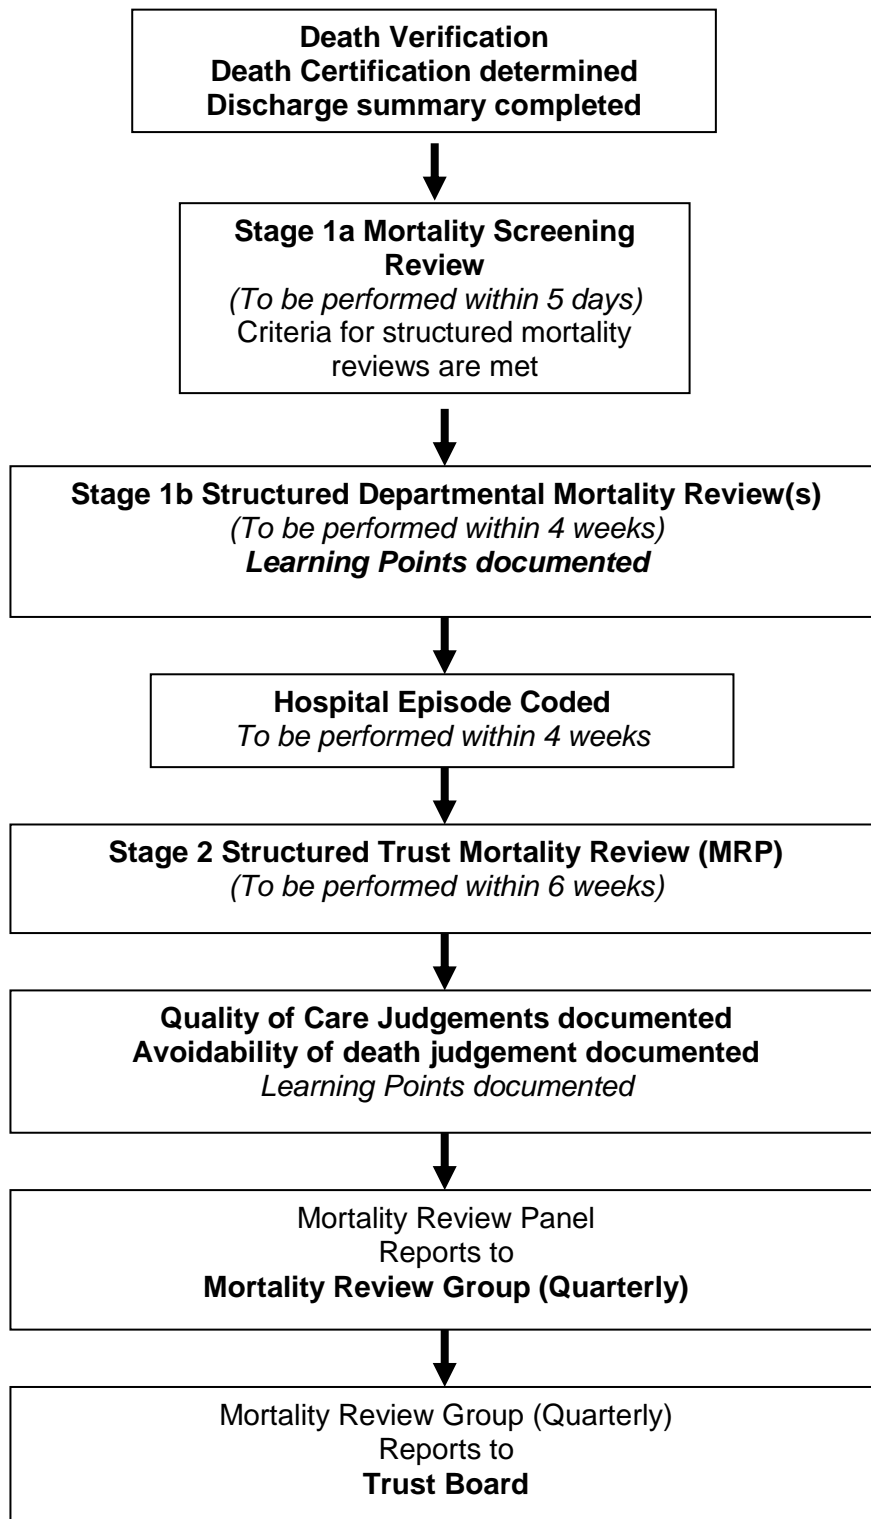 Death Verification
Death Certification determined
Discharge summary completed
Stage 1a Mortality Screening
Review
(To be performed within 5 days)
Criteria for structured mortality
reviews are met
Stage 1b Structured Departmental Mortality Review(s)
(To be performed within 4 weeks)
Learning Points documented
Hospital Episode Coded
To be performed within 4 weeks
Stage 2 Structured Trust Mortality Review (MRP)
(To be performed within 6 weeks)
Quality of Care Judgements documented
Avoidability of death judgement documented
Learning Points documented
Mortality Review Panel
Reports to
Mortality Review Group (Quarterly)
Mortality Review Group (Quarterly)
Reports to
Trust Board